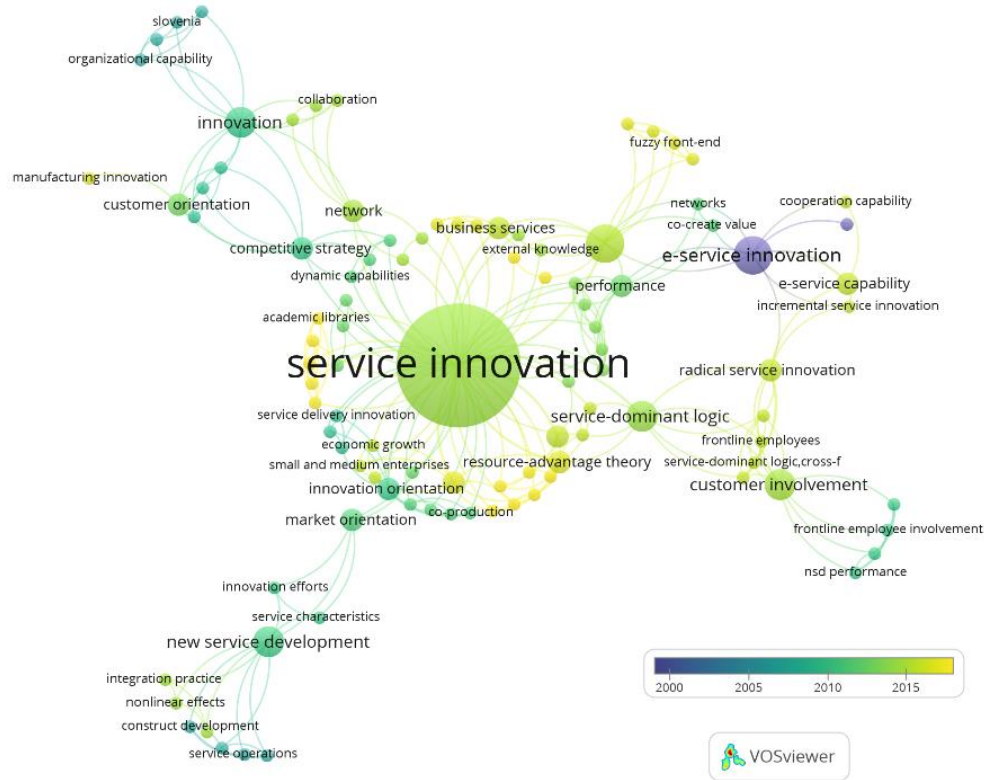 slovenia
organizational capability
collaboration
innovation
fuzzy front-end
manufacturing innovation
customer orientation
network
networks
cooperation capability
business services
co-create value
competitive strategy
external knowledge
e-service innovation
dynamic capabilities
performance
e-service capability
incremental service innovation
academic libraries
service innovation
radical service innovation
service delivery innovation
service-dominant logic
economic growth
frontline employees
small and medium enterprises
resource-advantage theory
service-dominant logic,cross-f
innovation orientation
customer involvement
co-production
market orientation
frontline employee involvement
nsd performance
innovation efforts
service characteristics
new service development
integration practice
nonlinear effects
construct development
service operations
2000
2005
2010
2015
VOSviewer